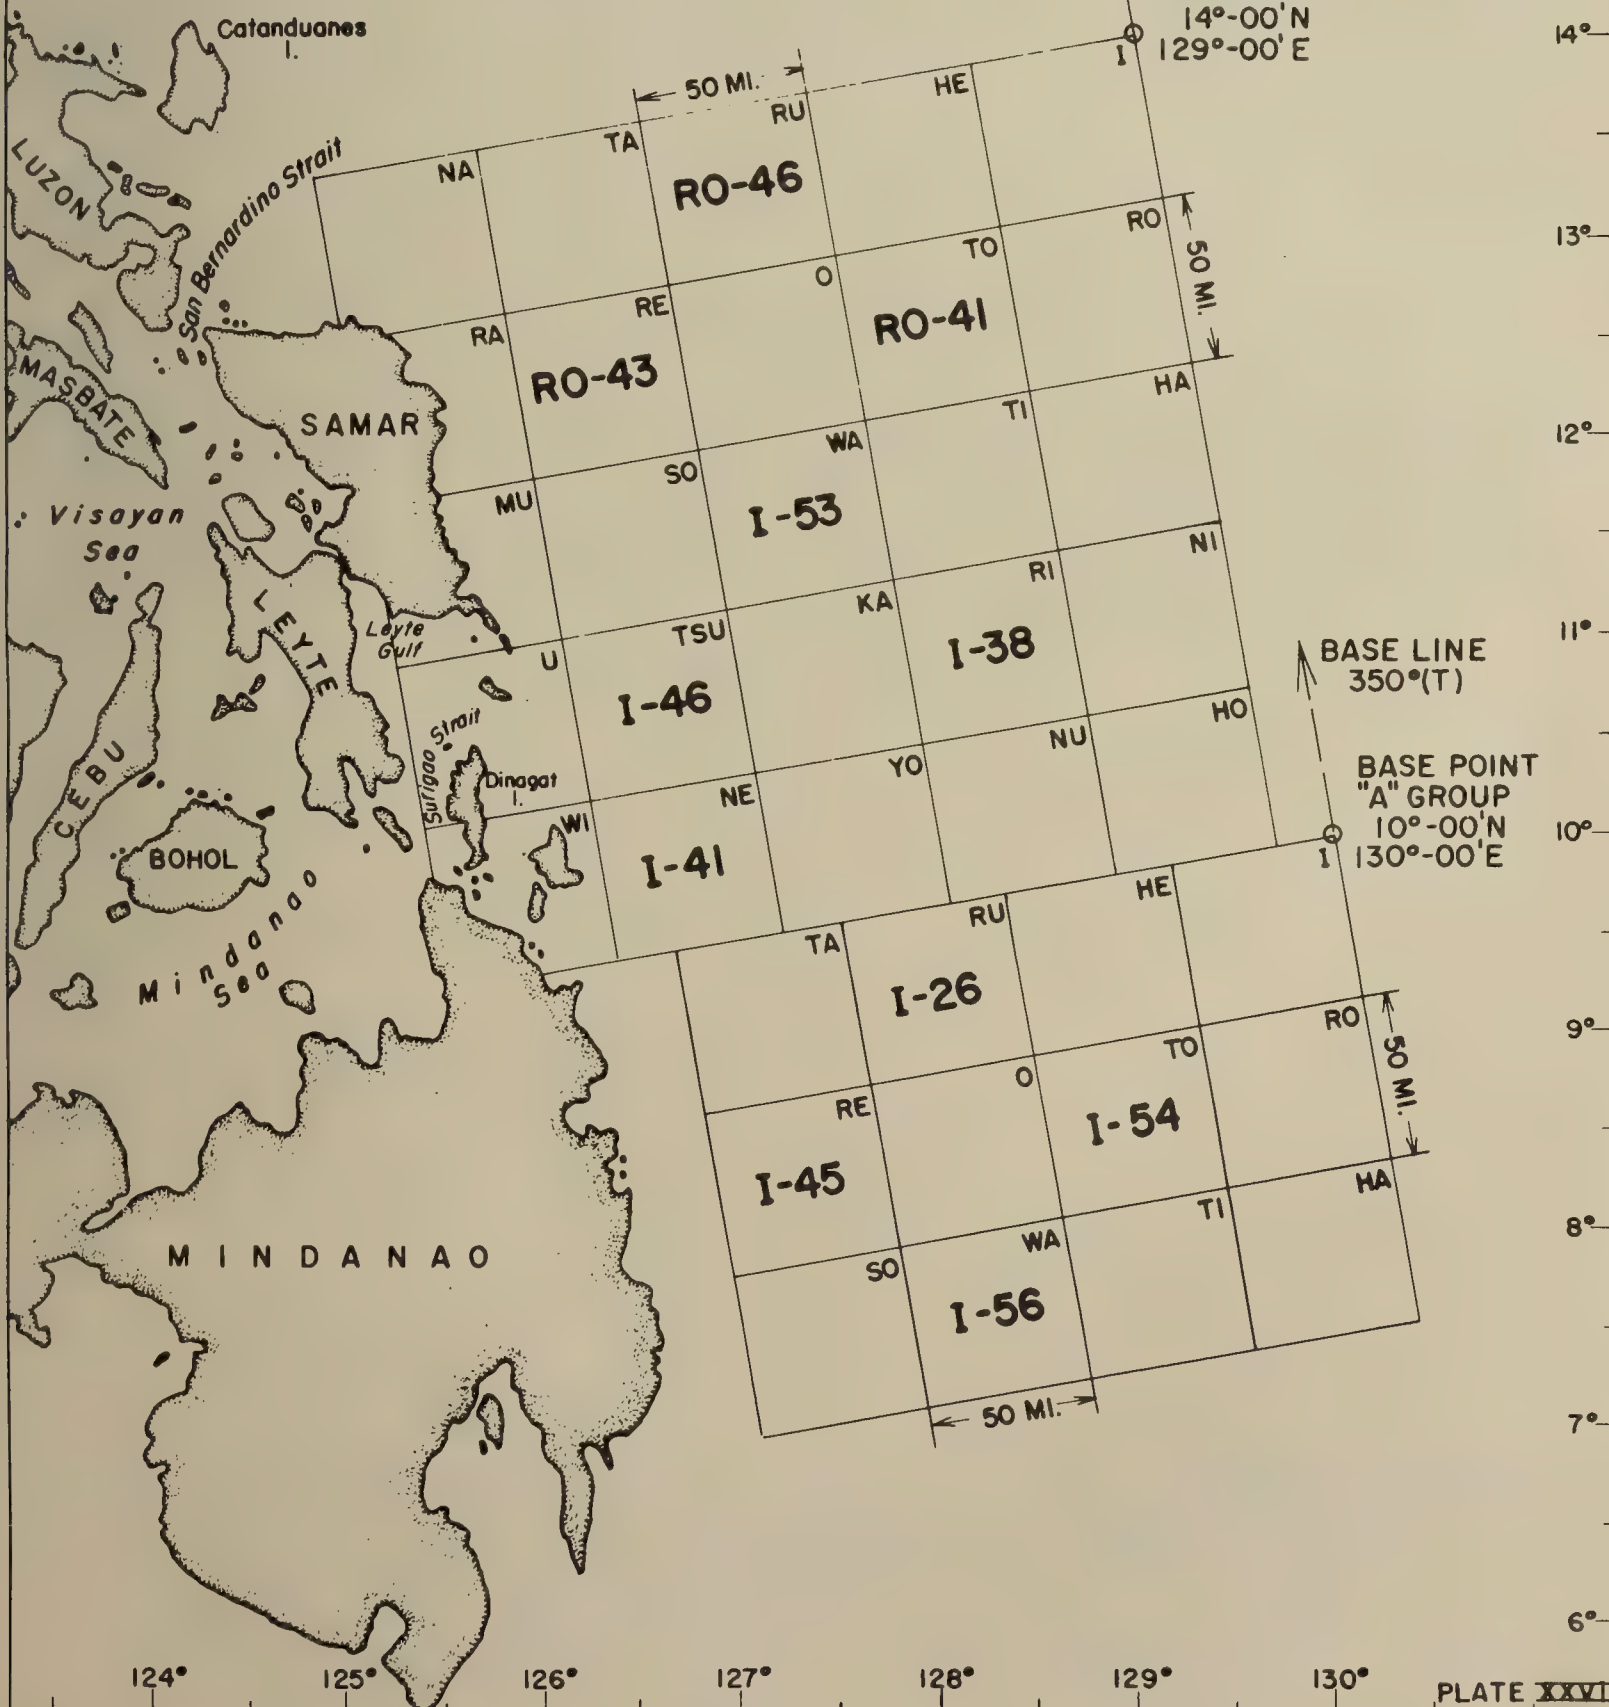 14°-00'N
129°-00'E
I
14°
Catanduanes
I.
50 MI.
HE
RU
TA
NA
LUZON
San Bernardino Strait
RO-46
RO
TO
O
50 MI.
13°
RE
RA
RO-41
RO-43
MASBATE
SAMAR
HA
TI
WA
12°
SO
MU
I-53
Visayan
Sea
NI
RI
KA
LEYTE
Leyte
Gulf
TSU
U
11°
I-38
BASE LINE
350°(T)
I-46
HO
NU
YO
Surigao Strait
Dinagat
I.
NE
WI
CEBU
BASE POINT
"A" GROUP
10°-00'N
130°-00'E
I
10°
BOHOL
I-41
HE
RU
TA
Mindanao
Sea
I-26
RO
TO
O
9°
50 MI.
RE
I-54
I-45
HA
TI
WA
SO
8°
MINDANAO
I-56
50 MI.
7°
6°
124° 125° 126° 127° 128° 129° 130°
PLATE